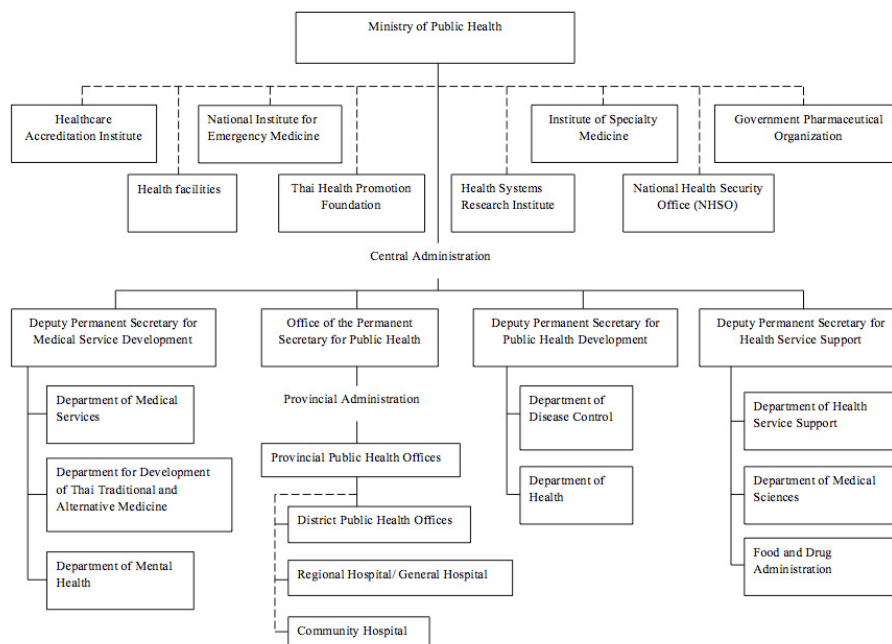 Ministry of Public Health
Healthcare
Accreditation Institute
National Institute for
Emergency Medicine
Institute of Specialty
Medicine
Government Pharmaceutical
Organization
Health facilities
Thai Health Promotion
Foundation
Health Systems
Research Institute
National Health Security
Office (NHSO)
Central Administration
Deputy Permanent Secretary for
Medical Service Development
Office of the Permanent
Secretary for Public Health
Deputy Permanent Secretary for
Public Health Development
Deputy Permanent Secretary for
Health Service Support
Department of Medical
Services
Department for Development
of Thai Traditional and
Alternative Medicine
Department of Mental
Health
Provincial Administration
Provincial Public Health Offices
District Public Health Offices
Regional Hospital/ General Hospital
Community Hospital
Department of
Disease Control
Department of
Health
Department of Health
Service Support
Department of Medical
Sciences
Food and Drug
Administration